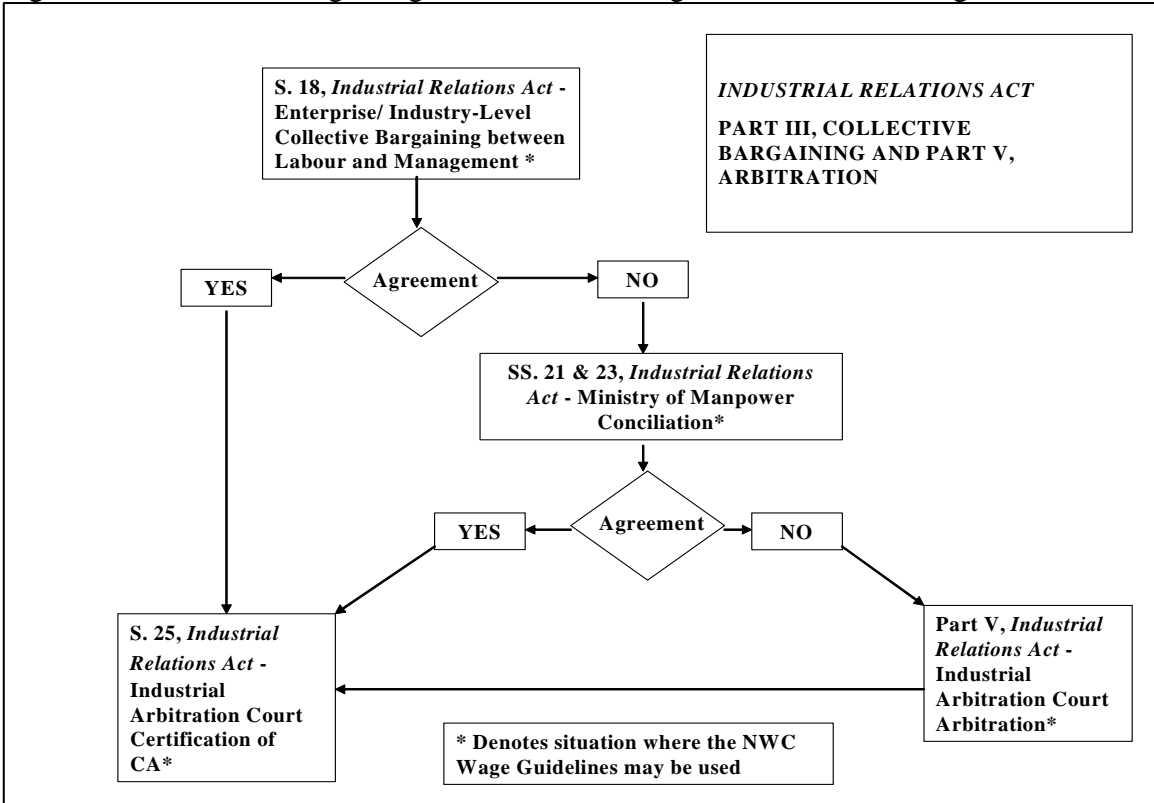 S. 18, Industrial Relations Act -
Enterprise/ Industry-Level
Collective Bargaining between
Labour and Management *
INDUSTRIAL RELATIONS ACT
PART III, COLLECTIVE
BARGAINING AND PART V,
ARBITRATION
Agreement
YES
NO
SS. 21 & 23, Industrial Relations
Act - Ministry of Manpower
Conciliation*
Agreement
YES
NO
S. 25, Industrial
Relations Act -
Industrial
Arbitration Court
Certification of
CA*
Part V, Industrial
Relations Act -
Industrial
Arbitration Court
Arbitration*
* Denotes situation where the NWC
Wage Guidelines may be used